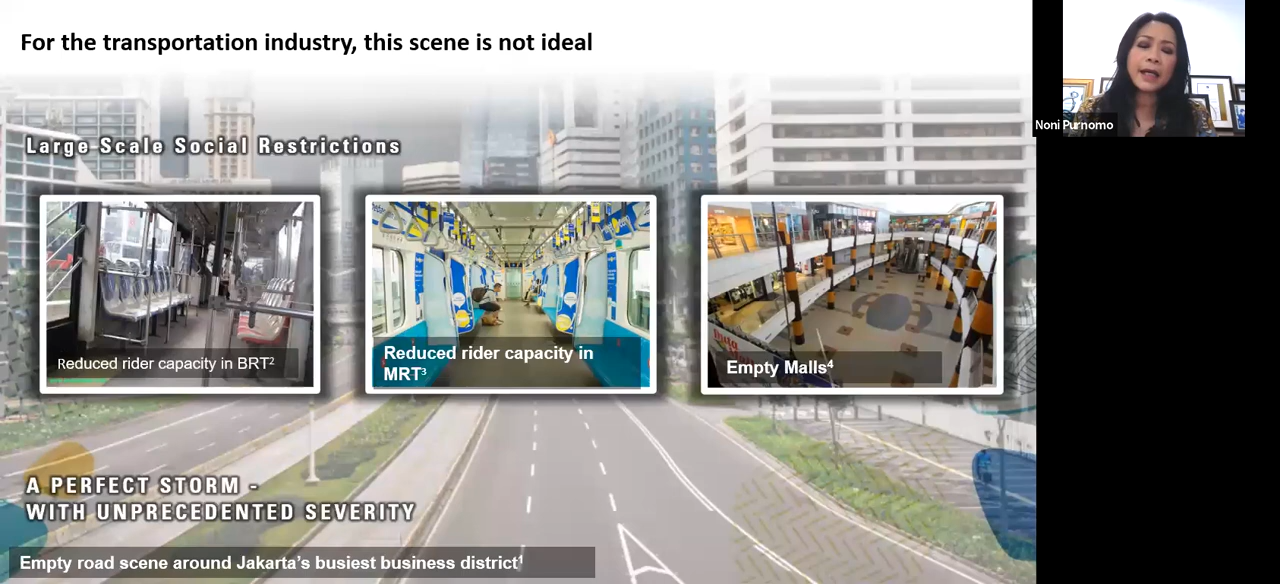 For the transportation industry, this scene is not ideal
Noni Purnomo
Large Scale Social Restrictions
Reduced rider capacity in BRT²
Reduced rider capacity in
MRT³
Empty Malls⁴
A PERFECT STORM -
WITH UNPRECEDENTED SEVERITY
Empty road scene around Jakarta's busiest business district¹